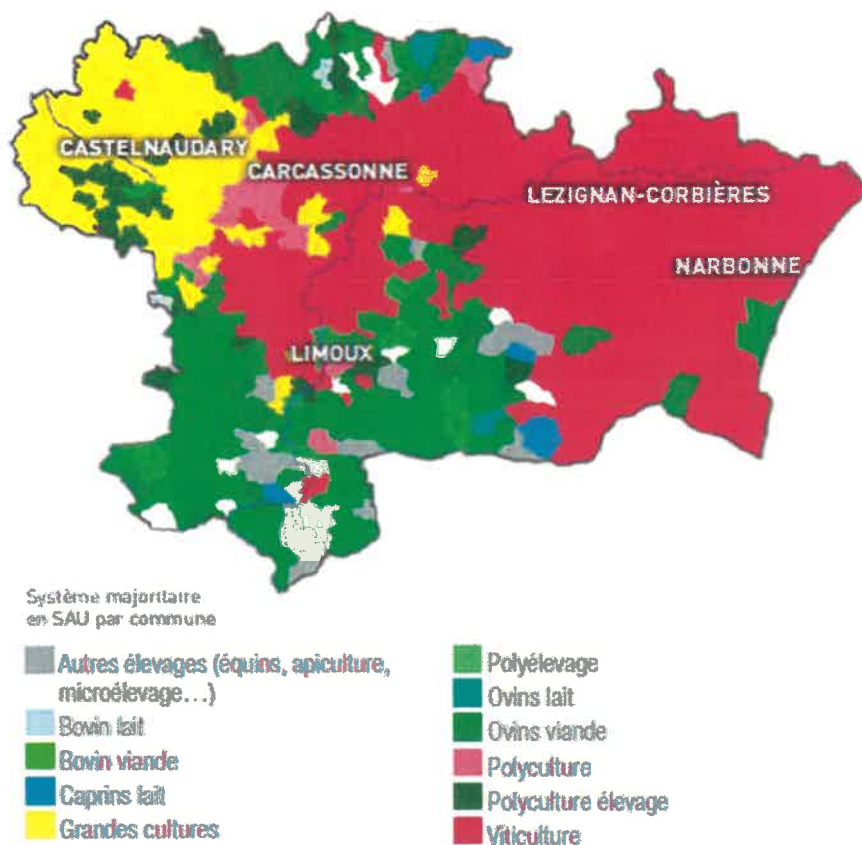 CASTELNAUDARY
CARCASSONNE
LEZIGNAN-CORBIÈRES
NARBONNE
LIMOUX
Système majoritaire
en SAU par commune
Autres élevages (équins, apiculture,
microélevage...)
Bovin lait
Bovin viande
Caprins lait
Grandes cultures
Polyélevage
Ovins lait
Ovins viande
Polyculture
Polyculture élevage
Viticulture